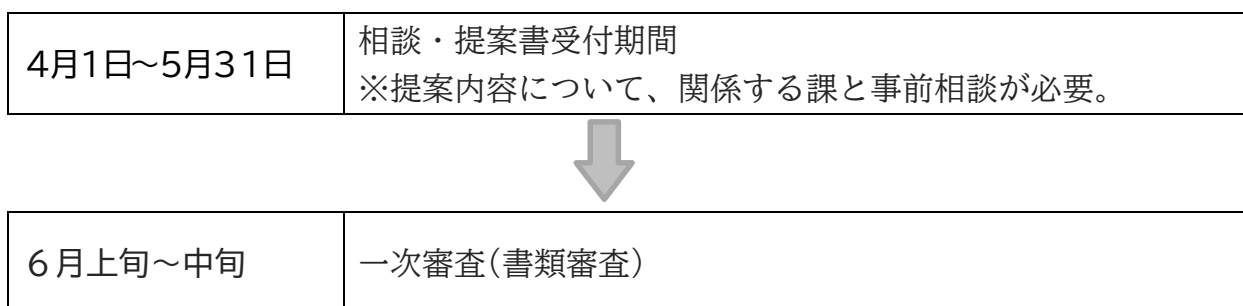 4月1日～5月31日
相談・提案書受付期間
※提案内容について、関係する課と事前相談が必要。
６月上旬～中旬
一次審査(書類審査)